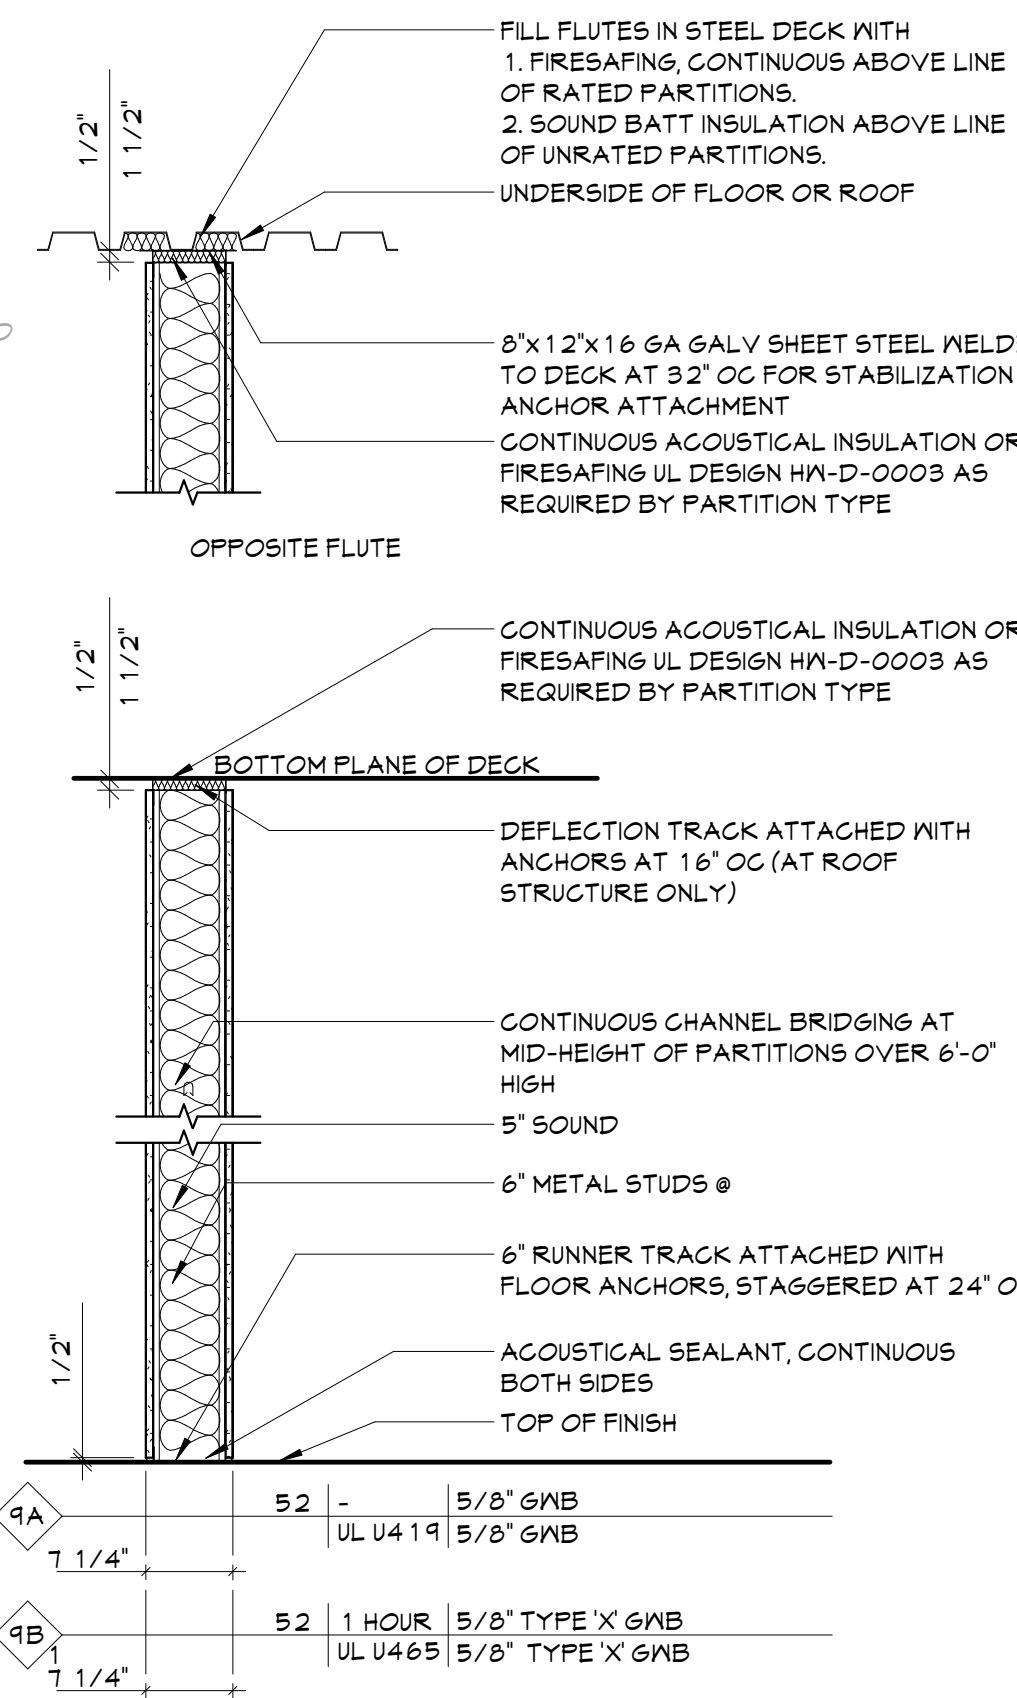 FILL FLUTES IN STEEL DECK WITH
1. FIRESAFING, CONTINUOUS ABOVE LINE
OF RATED PARTITIONS.
2. SOUND BATT INSULATION ABOVE LINE
OF UNRATED PARTITIONS.
1/2"
1 1/2"
UNDERSIDE OF FLOOR OR ROOF
8"x12"x16 GA GALV SHEET STEEL WELDE
TO DECK AT 32" OC FOR STABILIZATION
ANCHOR ATTACHMENT
CONTINUOUS ACOUSTICAL INSULATION OR
FIRESAFING UL DESIGN HW-D-0003 AS
REQUIRED BY PARTITION TYPE
OPPOSITE FLUTE
1/2"
1 1/2"
CONTINUOUS ACOUSTICAL INSULATION OR
FIRESAFING UL DESIGN HW-D-0003 AS
REQUIRED BY PARTITION TYPE
BOTTOM PLANE OF DECK
DEFLECTION TRACK ATTACHED WITH
ANCHORS AT 16" OC (AT ROOF
STRUCTURE ONLY)
CONTINUOUS CHANNEL BRIDGING AT
MID-HEIGHT OF PARTITIONS OVER 6'-0"
HIGH
5" SOUND
6" METAL STUDS @
6" RUNNER TRACK ATTACHED WITH
FLOOR ANCHORS, STAGGERED AT 24" O
1/2"
ACOUSTICAL SEALANT, CONTINUOUS
BOTH SIDES
TOP OF FINISH
9A
52 - 5/8" GWB
UL U419 5/8" GWB
7 1/4"
9B
52 1 HOUR 5/8" TYPE 'X' GWB
UL U465 5/8" TYPE 'X' GWB
1
7 1/4"